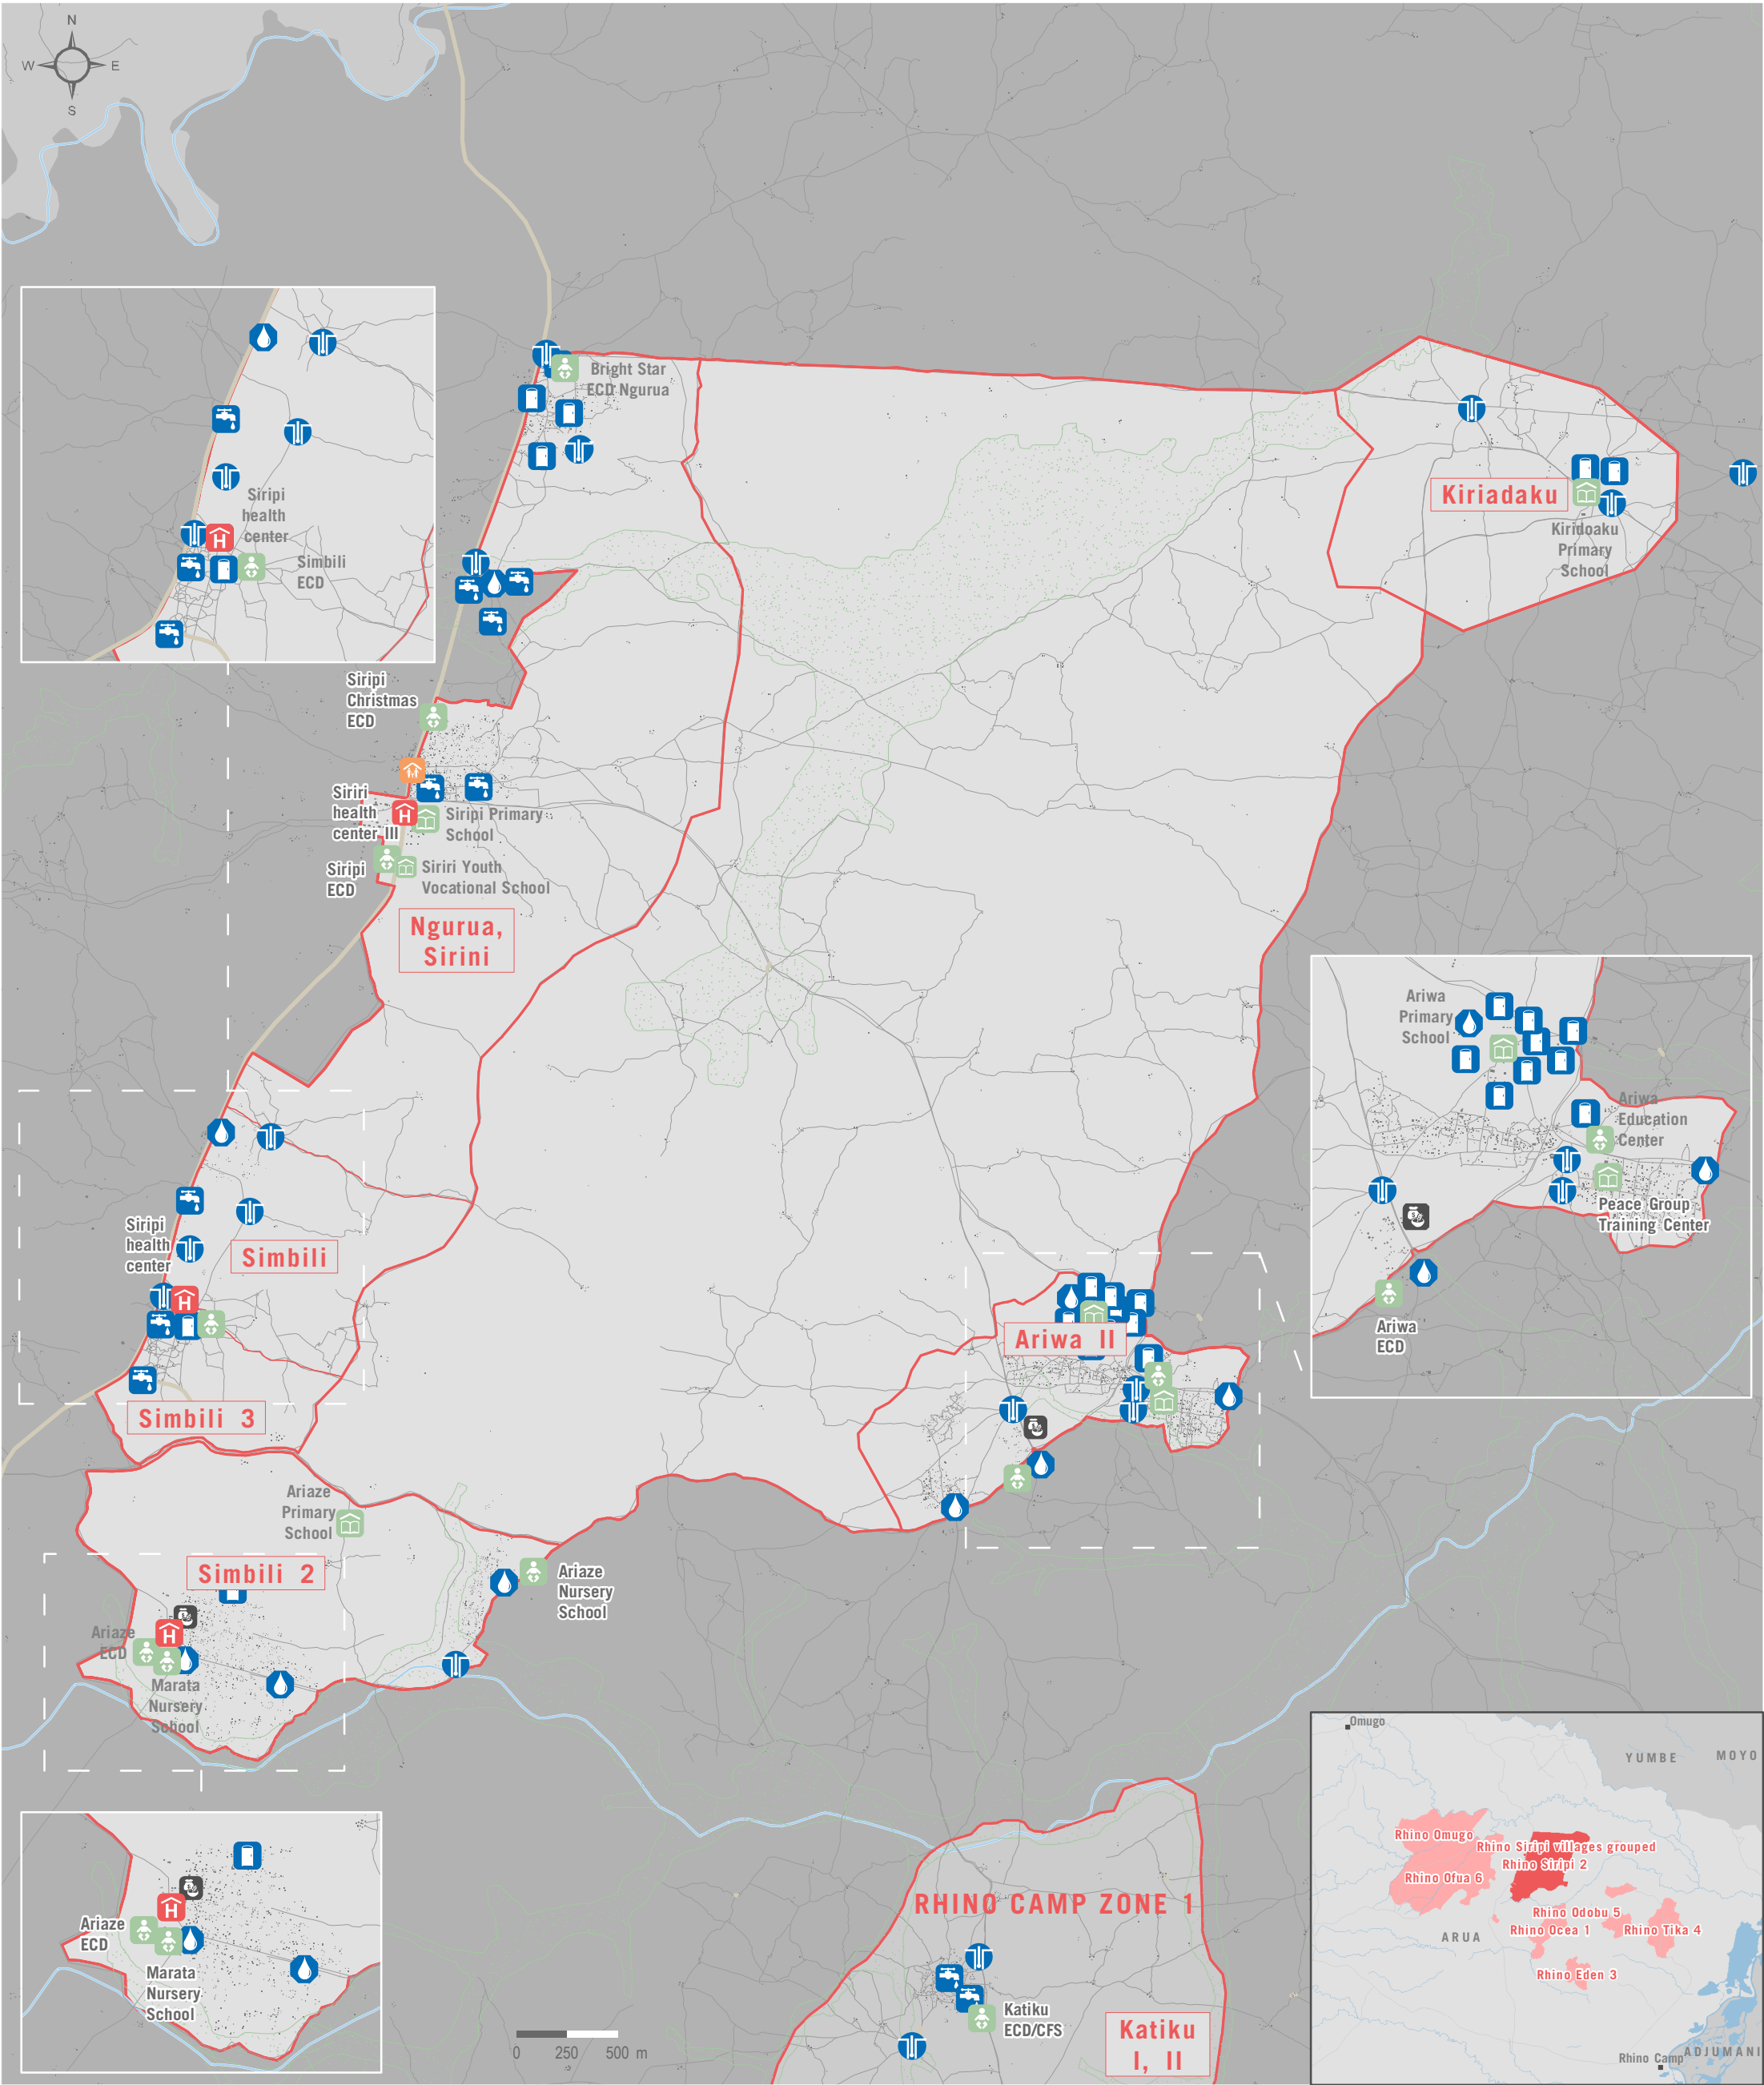 N
W
E
S
Siripi
health
center
Simbili
ECD
Bright Star
ECD Ngurua
Kiriadaku
Kiridoaku
Primary
School
Siripi
Christmas
ECD
Siriri
health
center III
Siripi Primary
School
Siripi
ECD
Siriri Youth
Vocational School
Ngurua,
Sirini
Ariwa
Primary
School
Ariwa
Education
Center
Peace Group
Training Center
Ariwa
ECD
Siripi
health
center
Simbili
Ariwa II
Simbili 3
Ariaze
Primary
School
Simbili 2
Ariaze
Nursery
School
Ariaze
ECD
Marata
Nursery
School
Ariaze
ECD
Marata
Nursery
School
0 250 500 m
RHINO CAMP ZONE 1
Katiku
ECD/CFS
Katiku
I, II
Omugo
YUMBE
MOYO
Rhino Omugo
Rhino Siripi villages grouped
Rhino Siripi 2
Rhino Ofua 6
Rhino Odobu 5
Rhino Ocea 1
Rhino Tika 4
ARUA
Rhino Eden 3
Rhino Camp
ADJUMANI